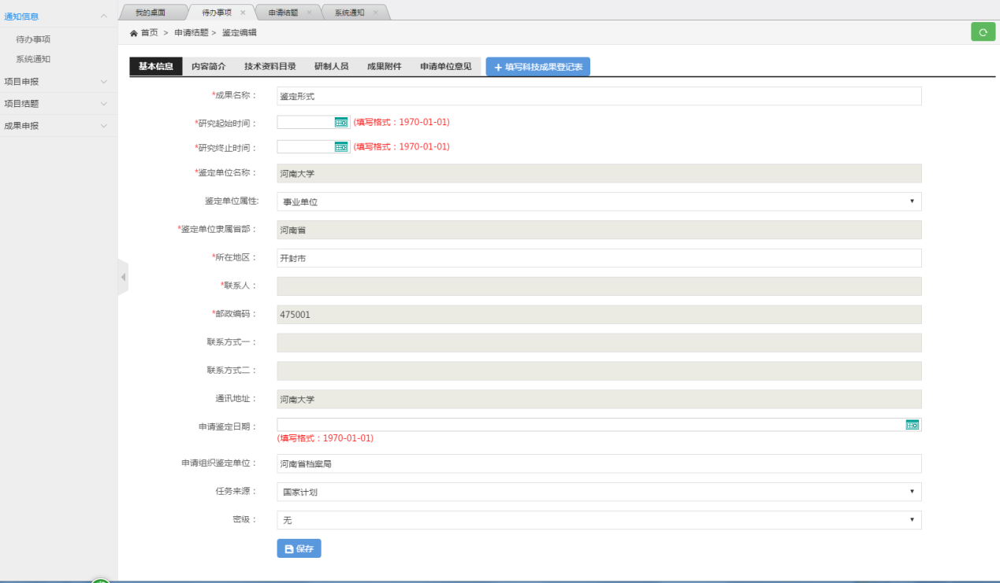 通知信息
待办事项
系统通知
项目申报
项目结题
成果申报
我的桌面 待办事项 × 申请结题 × 系统通知 ×
首页 > 申请结题 > 鉴定编辑
基本信息 内容简介 技术资料目录 研制人员 成果附件 申请单位意见 + 填写科技成果登记表
*成果名称： 鉴定形式
*研究起始时间： (填写格式：1970-01-01)
*研究终止时间： (填写格式：1970-01-01)
*鉴定单位名称： 河南大学
鉴定单位属性: 事业单位
*鉴定单位隶属省部： 河南省
*所在地区： 开封市
*联系人：
*邮政编码： 475001
联系方式一：
联系方式二：
通讯地址： 河南大学
申请鉴定日期：
(填写格式：1970-01-01)
申请组织鉴定单位： 河南省档案局
任务来源： 国家计划
密级： 无
保存